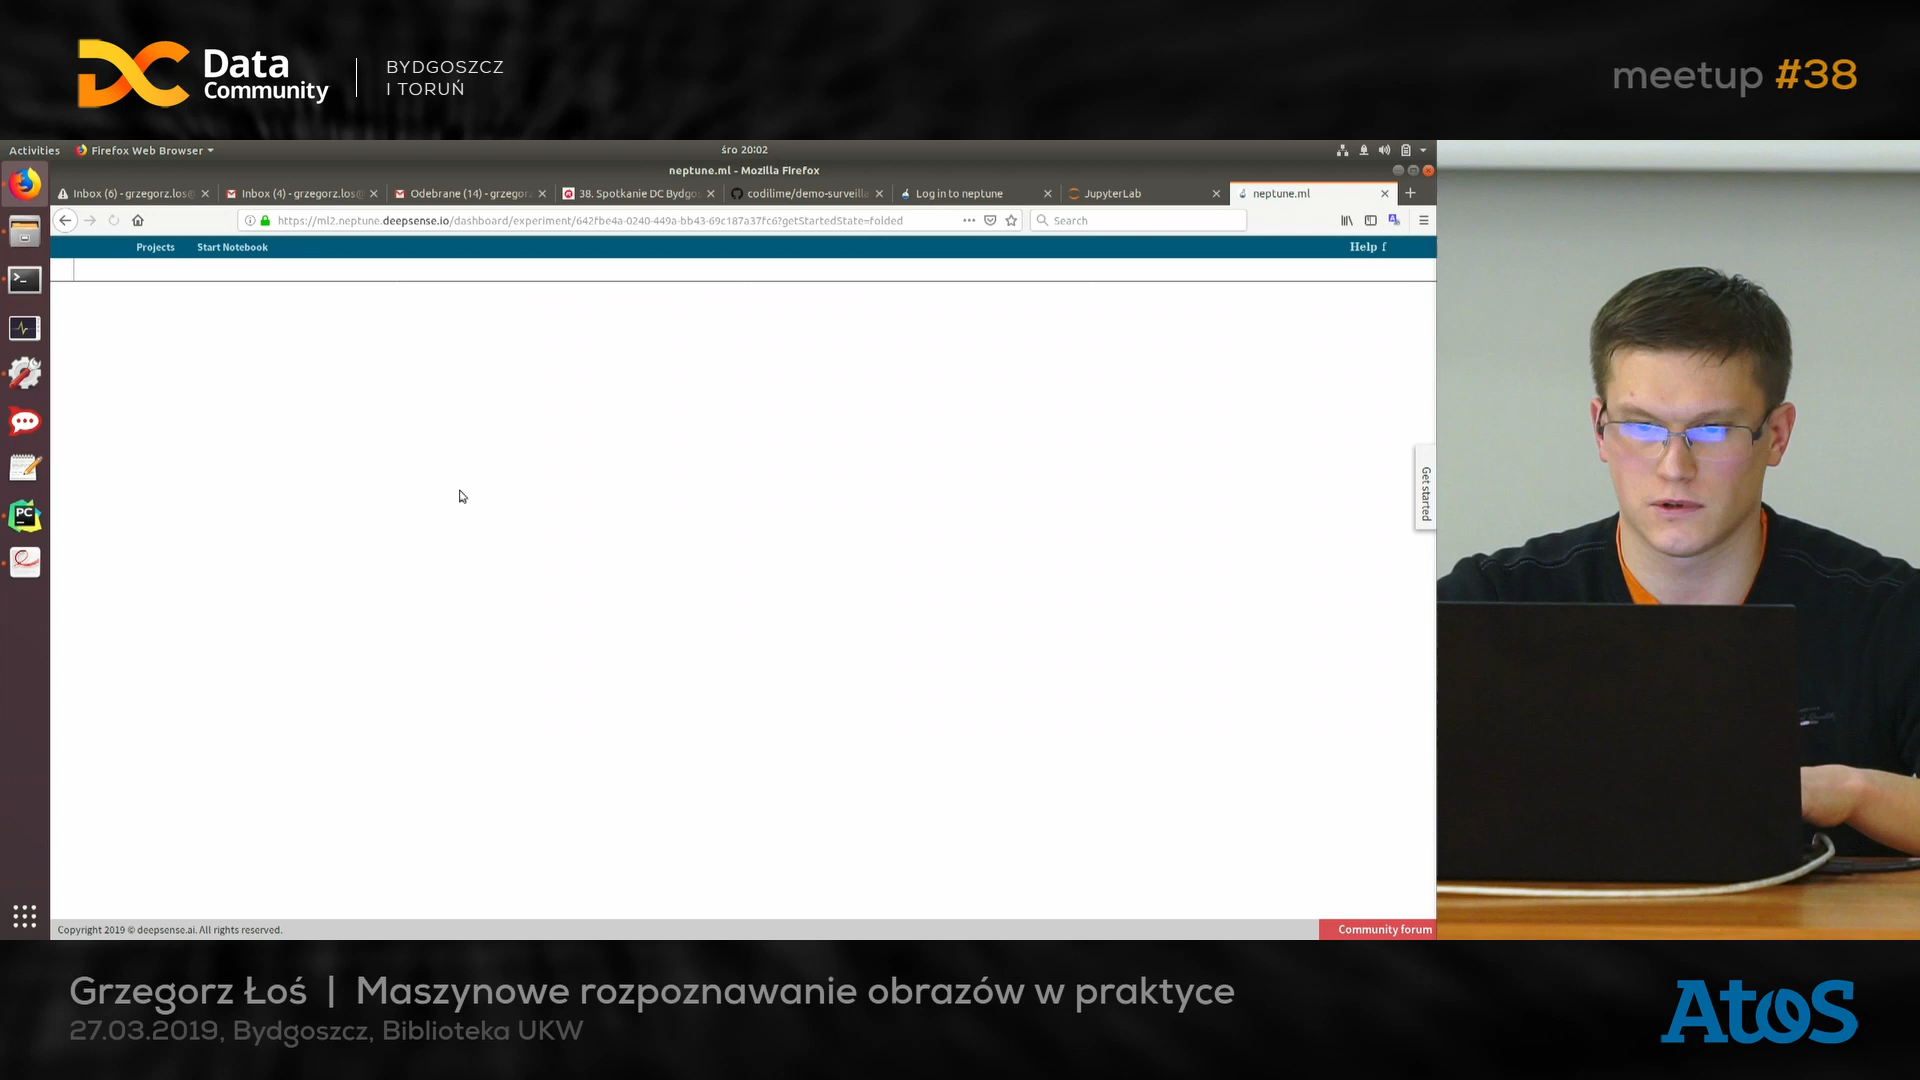 Data
Community
BYDGOSZCZ
I TORUŃ
meetup #38
Activities
Firefox Web Browser
śro 20:02
neptune.ml - Mozilla Firefox
Inbox (6) - grzegorz.los@
Inbox (4) - grzegorz.los@
Odebrane (14) - grzegorz
38. Spotkanie DC Bydgo
codilime/demo-surveill
Log in to neptune
JupyterLab
neptune.ml
https://ml2.neptune.deepsense.io/dashboard/experiment/642fbe4a-0240-449a-bb43-69c187a37fc6?getStartedState=folded
Search
Projects
Start Notebook
Help f
Get started
PC
Copyright 2019 © deepsense.ai. All rights reserved.
Community forum
Grzegorz Łoś | Maszynowe rozpoznawanie obrazów w praktyce
27.03.2019, Bydgoszcz, Biblioteka UKW
Atos